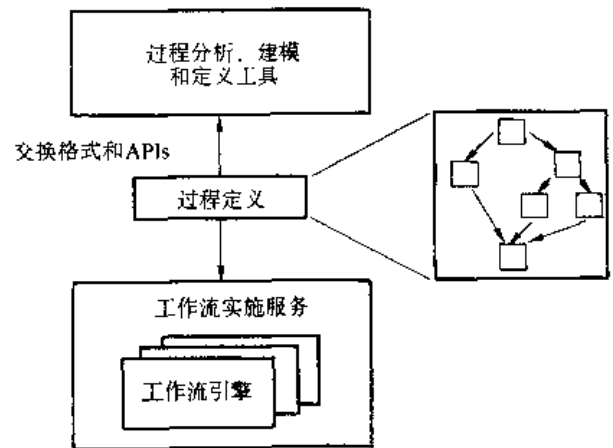 过程分析、建模
和定义工具
交换格式和APIs
过程定义
工作流实施服务
工作流引擎